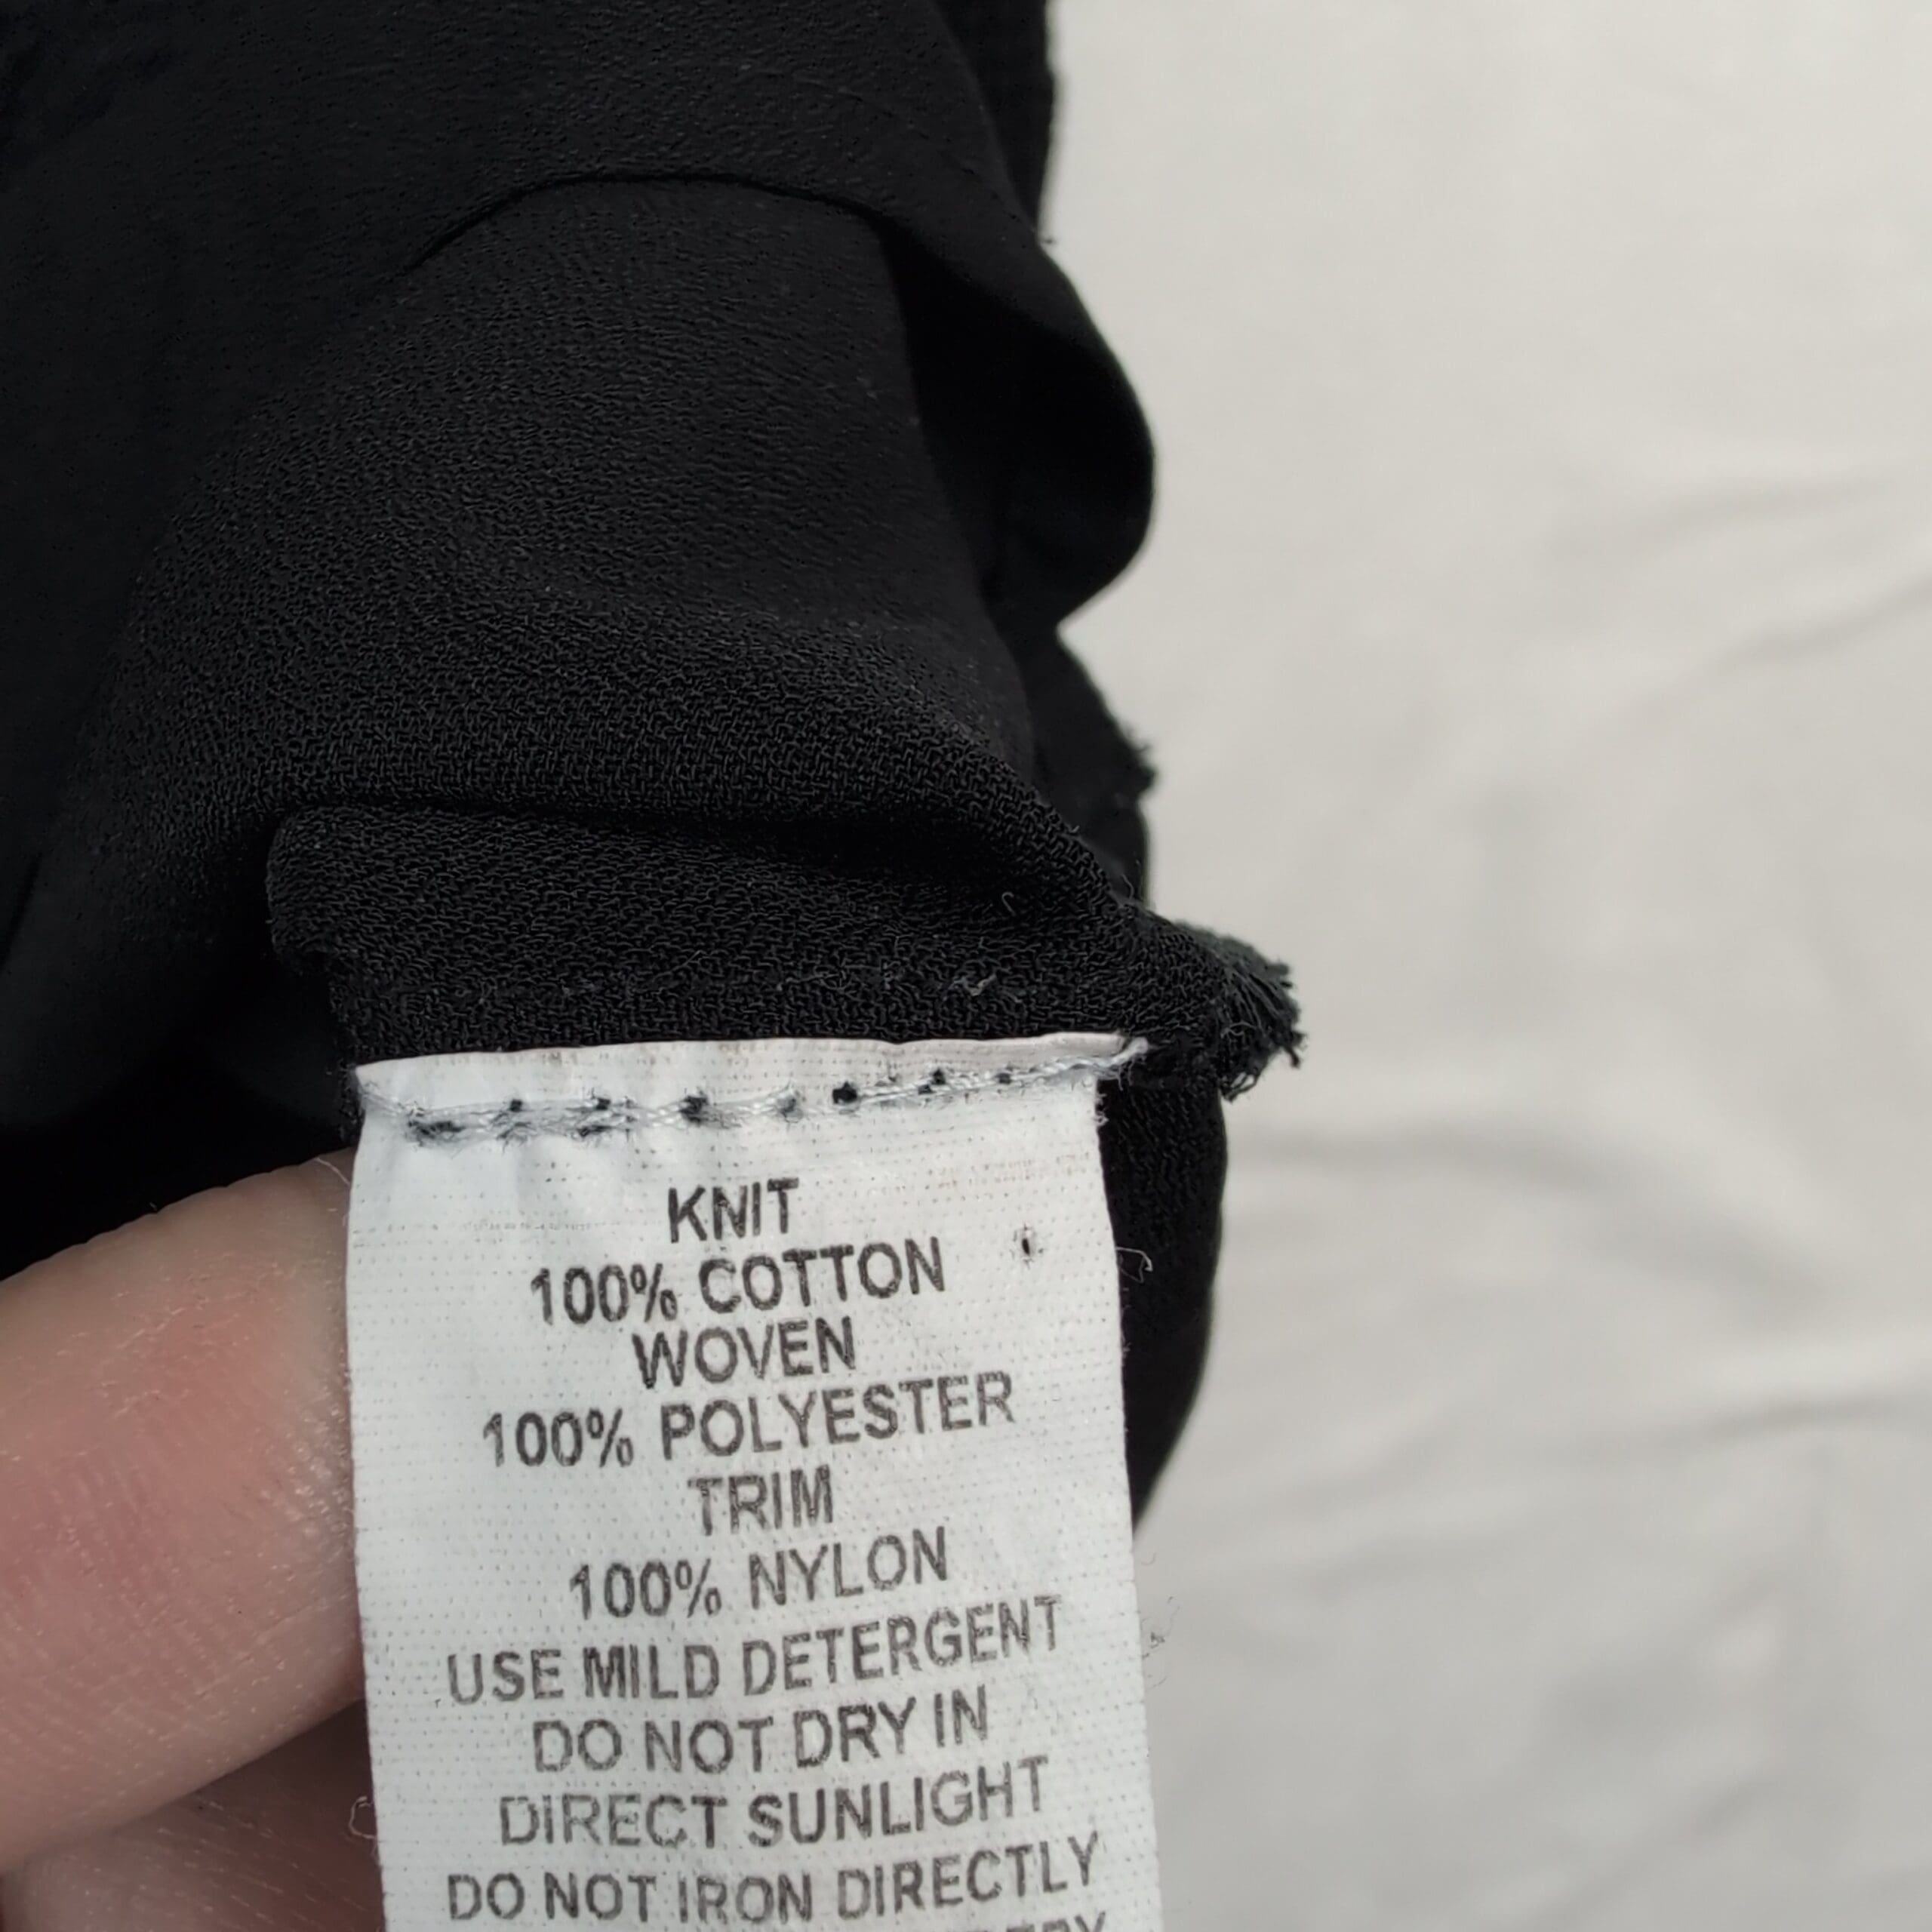 KNIT
100% COTTON
WOVEN
100% POLYESTER
TRIM
100% NYLON
USE MILD DETERGENT
DO NOT DRY IN
DIRECT SUNLIGHT
DO NOT IRON DIRECTLY